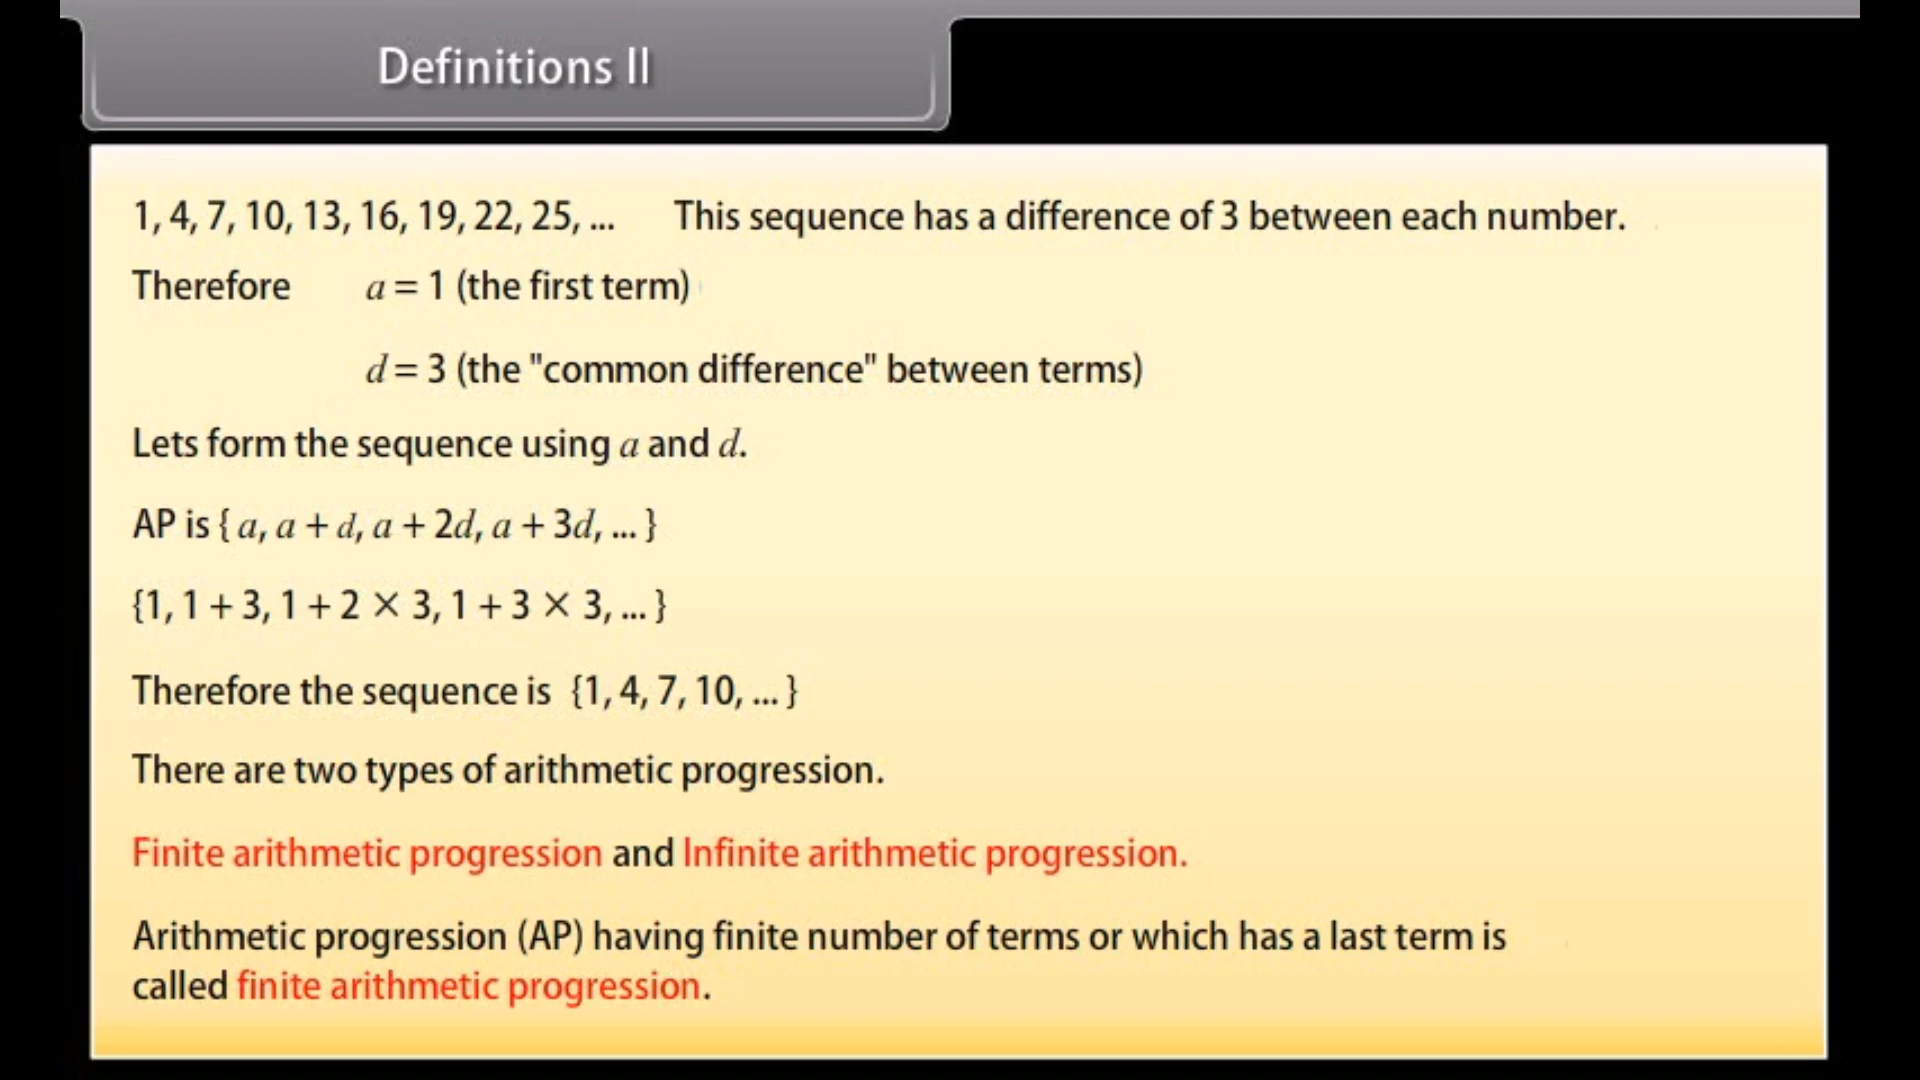 Definitions II
1, 4, 7, 10, 13, 16, 19, 22, 25, ... This sequence has a difference of 3 between each number.
Therefore a = 1 (the first term)
d = 3 (the "common difference" between terms)
Lets form the sequence using a and d.
AP is { a, a + d, a + 2d, a + 3d, ... }
{1, 1 + 3, 1 + 2 × 3, 1 + 3 × 3, ... }
Therefore the sequence is {1, 4, 7, 10, ... }
There are two types of arithmetic progression.
Finite arithmetic progression and Infinite arithmetic progression.
Arithmetic progression (AP) having finite number of terms or which has a last term is
called finite arithmetic progression.